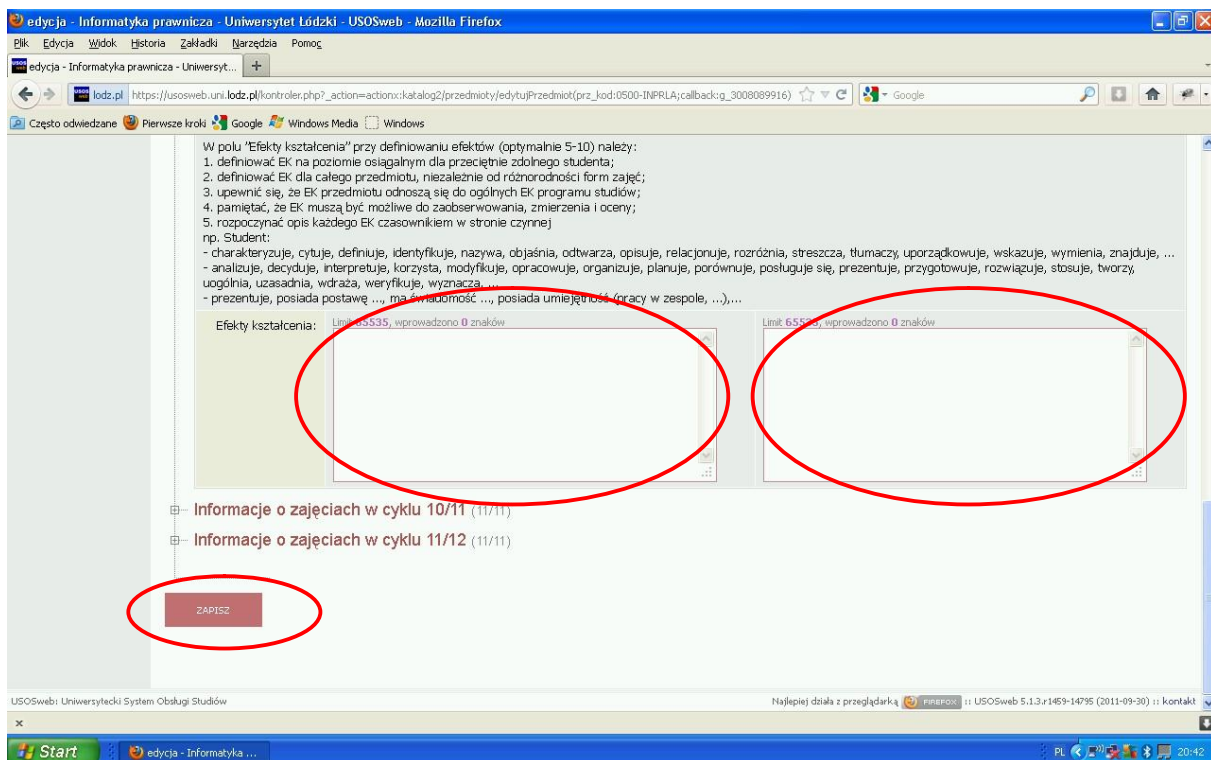 edycja - Informatyka prawnicza - Uniwersytet Łódzki - USOSweb - Mozilla Firefox
Plik Edycja Widok Historia Zakładki Narzędzia Pomoc
edycja - Informatyka prawnicza - Uniwersyt... +
lodz.pl https://usosweb.uni.lodz.pl/kontroler.php?_action=actionx:katalog2/przedmioty/edytujPrzedmiot(prz_kod:0500-INPRLA;callback:g_3008089316) Google
Często odwiedzane Pierwsze kroki Google Windows Media Windows
W polu "Efekty kształcenia" przy definiowaniu efektów (optymalnie 5-10) należy:
1. definiować EK na poziomie osiągalnym dla przeciętnie zdolnego studenta;
2. definiować EK dla całego przedmiotu, niezależnie od różnorodności form zajęć;
3. upewnić się, że EK przedmiotu odnoszą się do ogólnych EK programu studiów;
4. pamiętać, że EK muszą być możliwe do zaobserwowania, zmierzenia i oceny;
5. rozpoczynać opis każdego EK czasownikiem w stronie czynnej
np. Student:
- charakteryzuje, cytuje, definiuje, identyfikuje, nazywa, objaśnia, odtwarza, opisuje, relacjonuje, rozróżnia, streszcza, tłumaczy, uporządkowuje, wskazuje, wymienia, znajduje, ...
- analizuje, decyduje, interpretuje, korzysta, modyfikuje, opracowuje, organizuje, planuje, porównuje, posługuje się, prezentuje, przygotowuje, rozwiązuje, stosuje, tworzy,
uogólnia, uzasadnia, wdraża, weryfikuje, wyznacza, ...
- prezentuje, posiada postawę ..., ma świadomość ..., posiada umiejętność (pracy w zespole, ...),...
Efekty kształcenia:
Limit 65535, wprowadzono 0 znaków
Limit 65535, wprowadzono 0 znaków
Informacje o zajęciach w cyklu 10/11 (11/11)
Informacje o zajęciach w cyklu 11/12 (11/11)
ZAPISZ
USOSweb: Uniwersytecki System Obsługi Studiów
Najlepiej działa z przeglądarką FIREFOX :: USOSweb 5.1.3.r1459-14795 (2011-09-30) :: kontakt
Start edycja - Informatyka ... PL 20:42